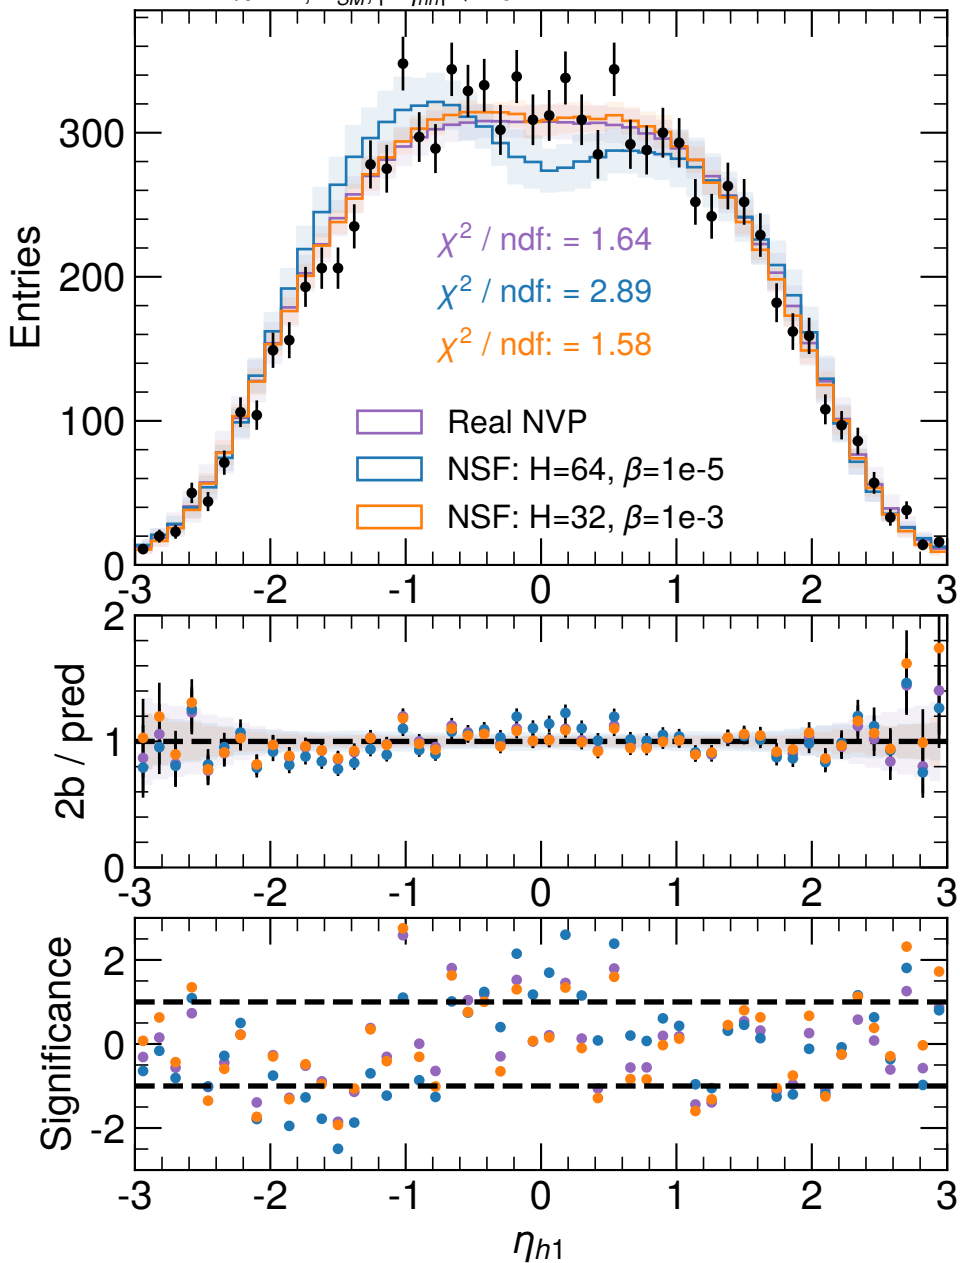 300
200
100
0
Entries
χ² / ndf: = 1.64
χ² / ndf: = 2.89
χ² / ndf: = 1.58
Real NVP
NSF: H=64, β=1e-5
NSF: H=32, β=1e-3
-3 -2 -1 0 1 2 3
2
1
0
2b / pred
-3 -2 -1 0 1 2 3
2
0
-2
Significance
-3 -2 -1 0 1 2 3
η_h1